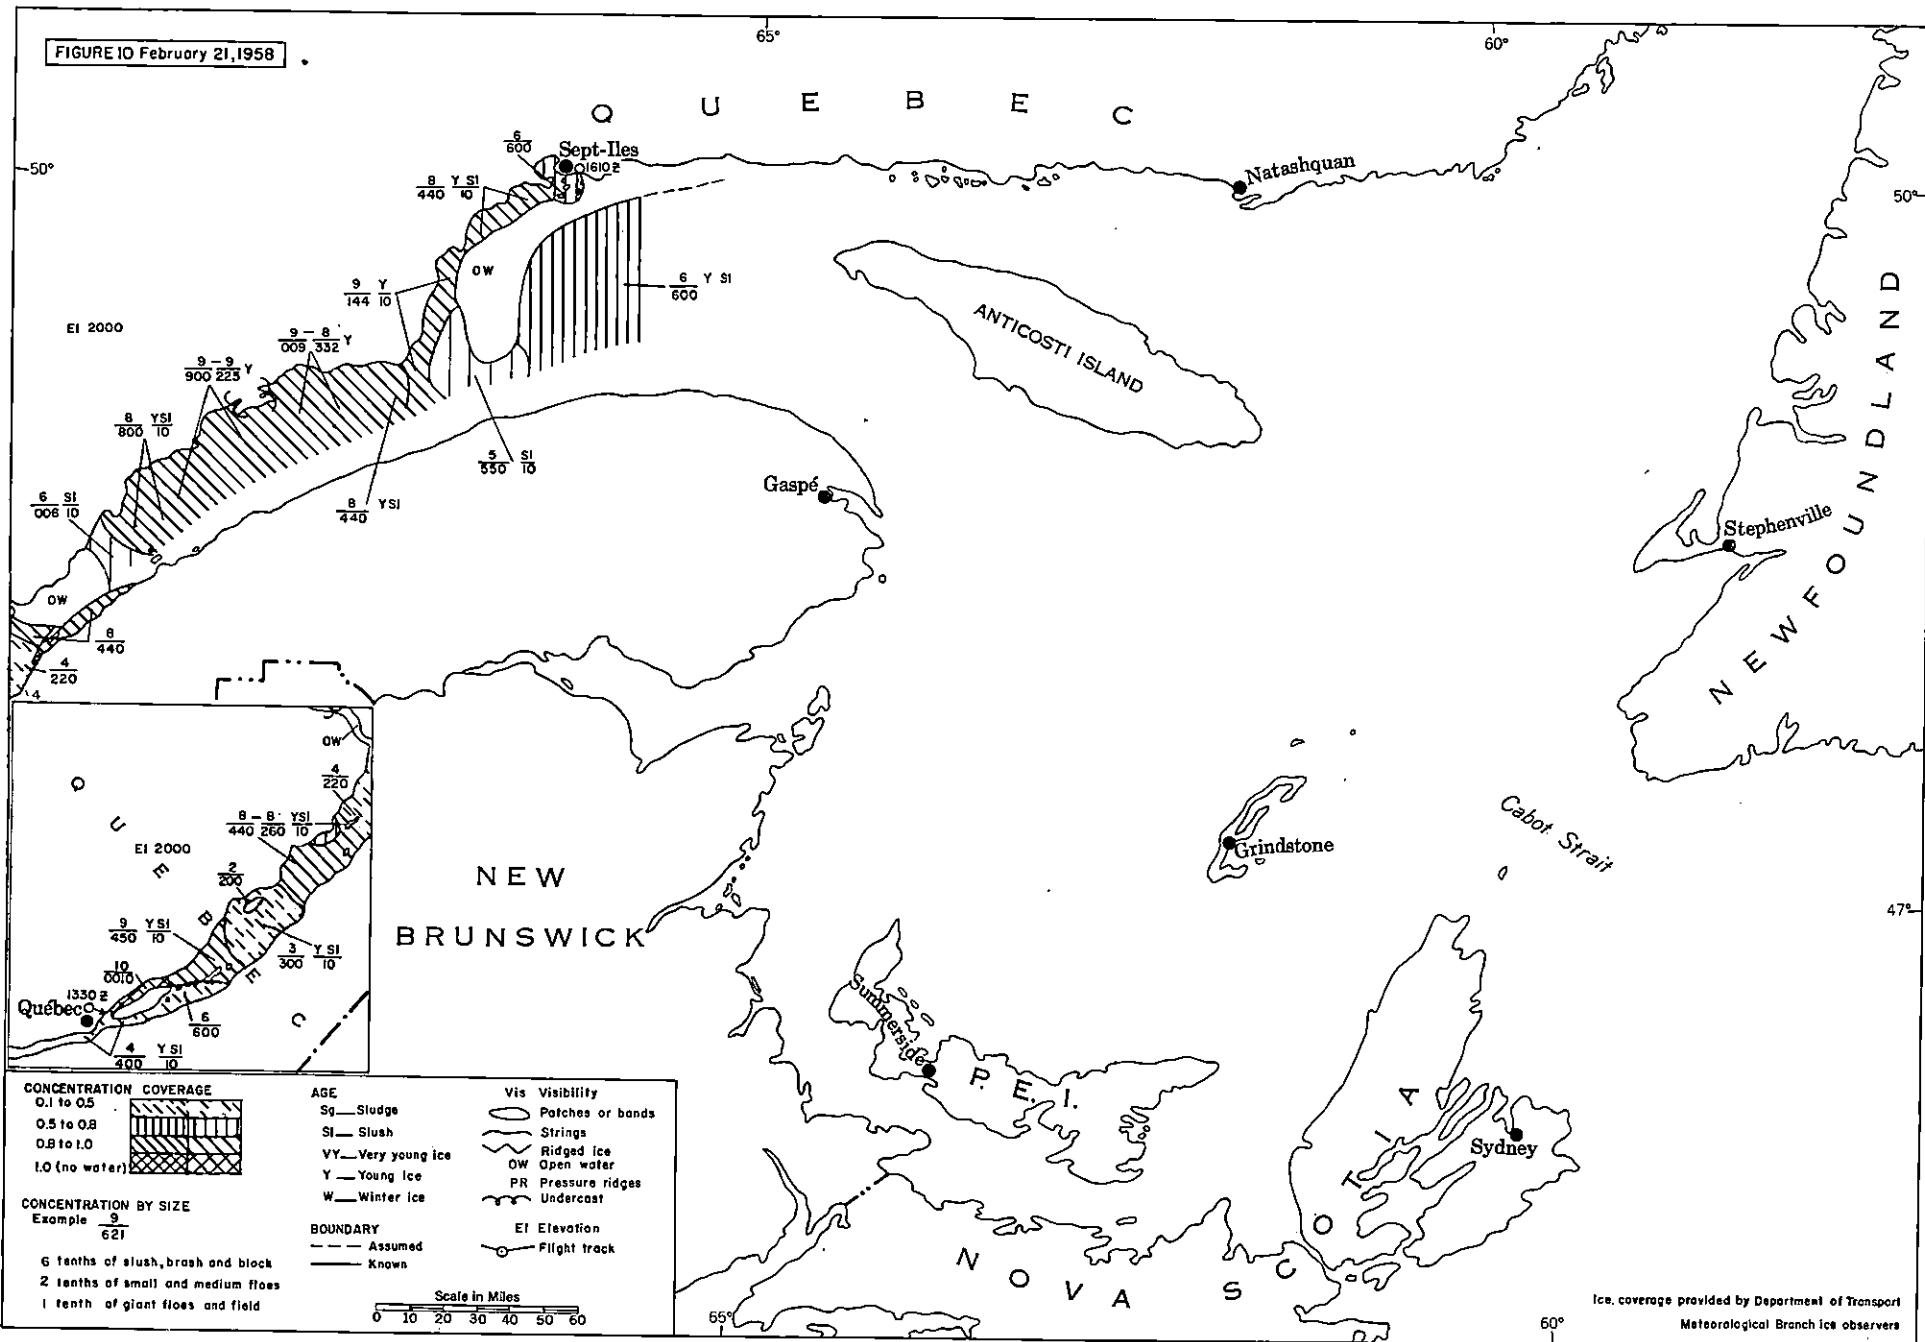 FIGURE 10 February 21, 1958
65°
60°
QUEBEC
6
600
Sept-Iles
1610 z
50°
8 Y SI
440 10
Natashquan
50°
OW
9 Y
144 10
6 Y SI
600
EI 2000
9 – 8 Y
009 332
9 – 9 Y
900 225
ANTICOSTI ISLAND
8 YSI
800 10
5 SI
550 10
8 YSI
440
Gaspé
6 SI
006 10
Stephenville
NEWFOUNDLAND
OW
8
440
4
220
4
OW
4
220
8 – 8 YSI
440 260 10
QUEBEC
EI 2000
2
200
9 YSI
450 10
3 Y SI
300 10
10
0010
1330 z
Québec
6
600
4 Y SI
400 10
NEW
BRUNSWICK
Grindstone
Cabot Strait
47°
Summerside
P.E.I.
Sydney
NOVA SCOTIA
CONCENTRATION COVERAGE
0.1 to 0.5
0.5 to 0.8
0.8 to 1.0
1.0 (no water)
CONCENTRATION BY SIZE
Example 9
621
6 tenths of slush, brash and block
2 tenths of small and medium floes
1 tenth of giant floes and field
AGE
Sg__Sludge
SI__Slush
VY__Very young ice
Y__Young ice
W__Winter ice
BOUNDARY
Assumed
Known
Vis Visibility
Patches or bands
Strings
Ridged ice
OW Open water
PR Pressure ridges
Undercast
EI Elevation
Flight track
Scale in Miles
0 10 20 30 40 50 60
65°
60°
Ice coverage provided by Department of Transport
Meteorological Branch ice observers